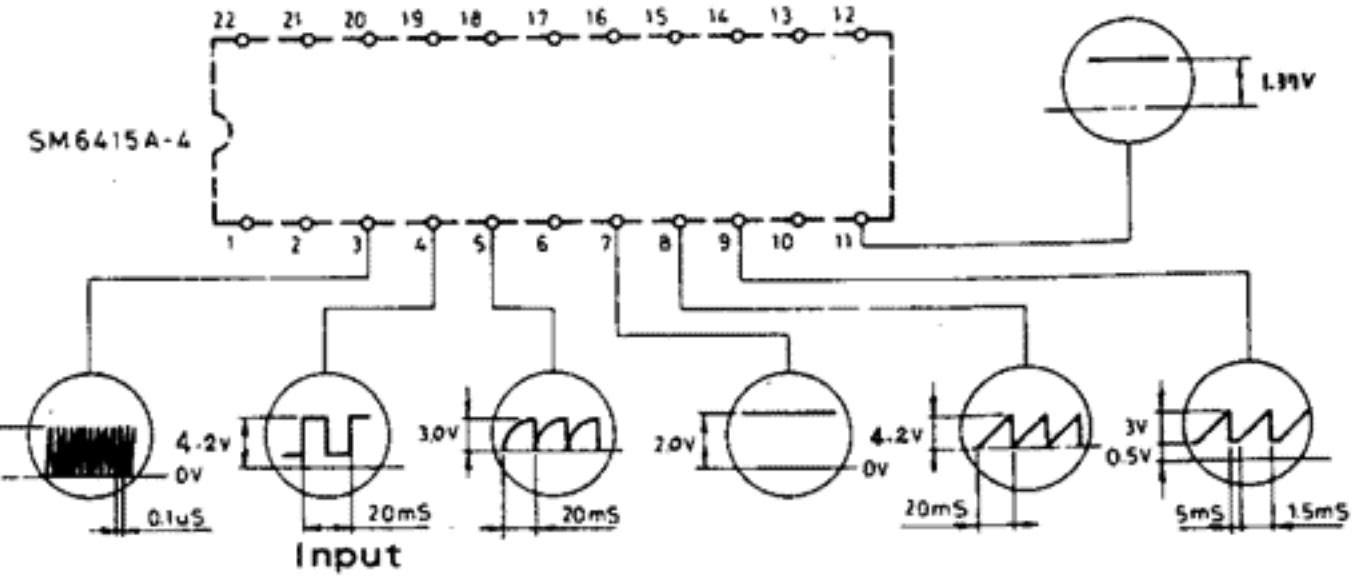 22 21 20 19 18 17 16 15 14 13 12
1.37V
SM6415A-4
1 2 3 4 5 6 7 8 9 10 11
4.2V
0V
0.1uS
20mS
Input
3.0V
20mS
2.0V
0V
4.2V
20mS
3V
0.5V
5mS
1.5mS